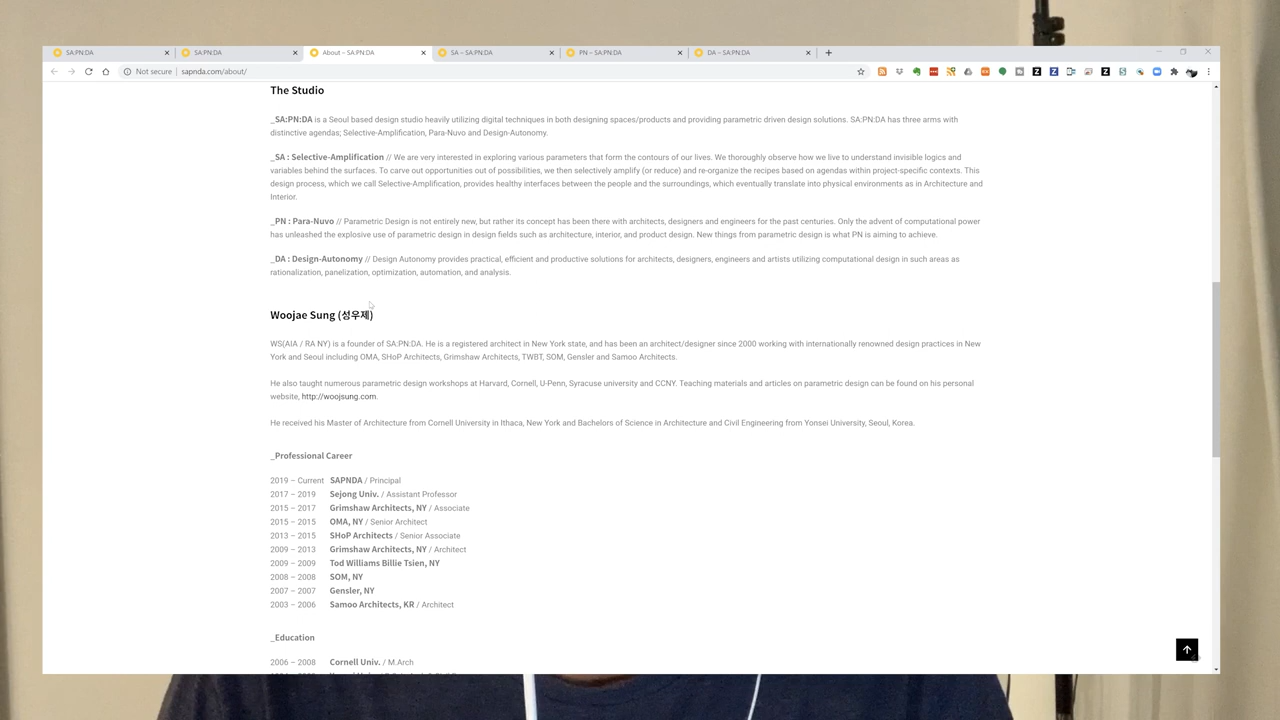 SA:PN:DA
SA:PN:DA
About – SA:PN:DA
SA – SA:PN:DA
PN – SA:PN:DA
DA – SA:PN:DA
Not secure | sapnda.com/about/
The Studio
_SA:PN:DA is a Seoul based design studio heavily utilizing digital techniques in both designing spaces/products and providing parametric driven design solutions. SA:PN:DA has three arms with
distinctive agendas; Selective-Amplification, Para-Nuvo and Design-Autonomy.
_SA : Selective-Amplification // We are very interested in exploring various parameters that form the contours of our lives. We thoroughly observe how we live to understand invisible logics and
variables behind the surfaces. To carve out opportunities out of possibilities, we then selectively amplify (or reduce) and re-organize the recipes based on agendas within project-specific contexts. This
design process, which we call Selective-Amplification, provides healthy interfaces between the people and the surroundings, which eventually translate into physical environments as in Architecture and
Interior.
_PN : Para-Nuvo // Parametric Design is not entirely new, but rather its concept has been there with architects, designers and engineers for the past centuries. Only the advent of computational power
has unleashed the explosive use of parametric design in design fields such as architecture, interior, and product design. New things from parametric design is what PN is aiming to achieve.
_DA : Design-Autonomy // Design Autonomy provides practical, efficient and productive solutions for architects, designers, engineers and artists utilizing computational design in such areas as
rationalization, panelization, optimization, automation, and analysis.
Woojae Sung (성우제)
WS(AIA / RA NY) is a founder of SA:PN:DA. He is a registered architect in New York state, and has been an architect/designer since 2000 working with internationally renowned design practices in New
York and Seoul including OMA, SHoP Architects, Grimshaw Architects, TWBT, SOM, Gensler and Samoo Architects.
He also taught numerous parametric design workshops at Harvard, Cornell, U-Penn, Syracuse university and CCNY. Teaching materials and articles on parametric design can be found on his personal
website, http://woojsung.com.
He received his Master of Architecture from Cornell University in Ithaca, New York and Bachelors of Science in Architecture and Civil Engineering from Yonsei University, Seoul, Korea.
_Professional Career
2019 – Current SAPNDA / Principal
2017 – 2019 Sejong Univ. / Assistant Professor
2015 – 2017 Grimshaw Architects, NY / Associate
2015 – 2015 OMA, NY / Senior Architect
2013 – 2015 SHoP Architects / Senior Associate
2009 – 2013 Grimshaw Architects, NY / Architect
2009 – 2009 Tod Williams Billie Tsien, NY
2008 – 2008 SOM, NY
2007 – 2007 Gensler, NY
2003 – 2006 Samoo Architects, KR / Architect
_Education
2006 – 2008 Cornell Univ. / M.Arch